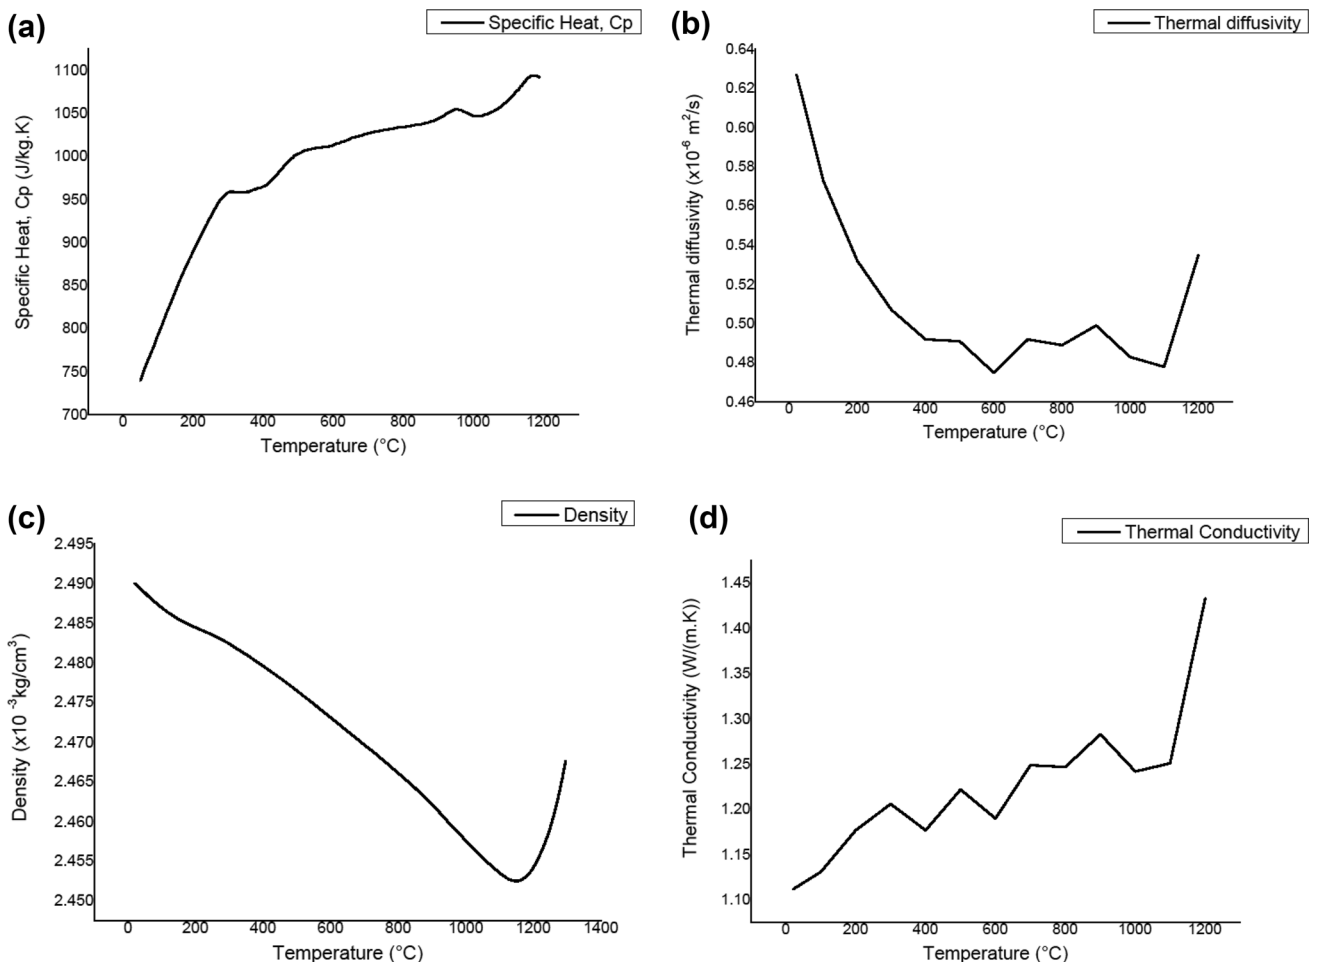 (a)
Specific Heat, Cp
Specific Heat, Cp (J/kg.K)
1100
1050
1000
950
900
850
800
750
700
0 200 400 600 800 1000 1200
Temperature (°C)
(b)
Thermal diffusivity
Thermal diffusivity (x10⁻⁶ m²/s)
0.64
0.62
0.60
0.58
0.56
0.54
0.52
0.50
0.48
0.46
0 200 400 600 800 1000 1200
Temperature (°C)
(c)
Density
Density (x10 ⁻³kg/cm³)
2.495
2.490
2.485
2.480
2.475
2.470
2.465
2.460
2.455
2.450
0 200 400 600 800 1000 1200 1400
Temperature (°C)
(d)
Thermal Conductivity
Thermal Conductivity (W/(m.K))
1.45
1.40
1.35
1.30
1.25
1.20
1.15
1.10
0 200 400 600 800 1000 1200
Temperature (°C)